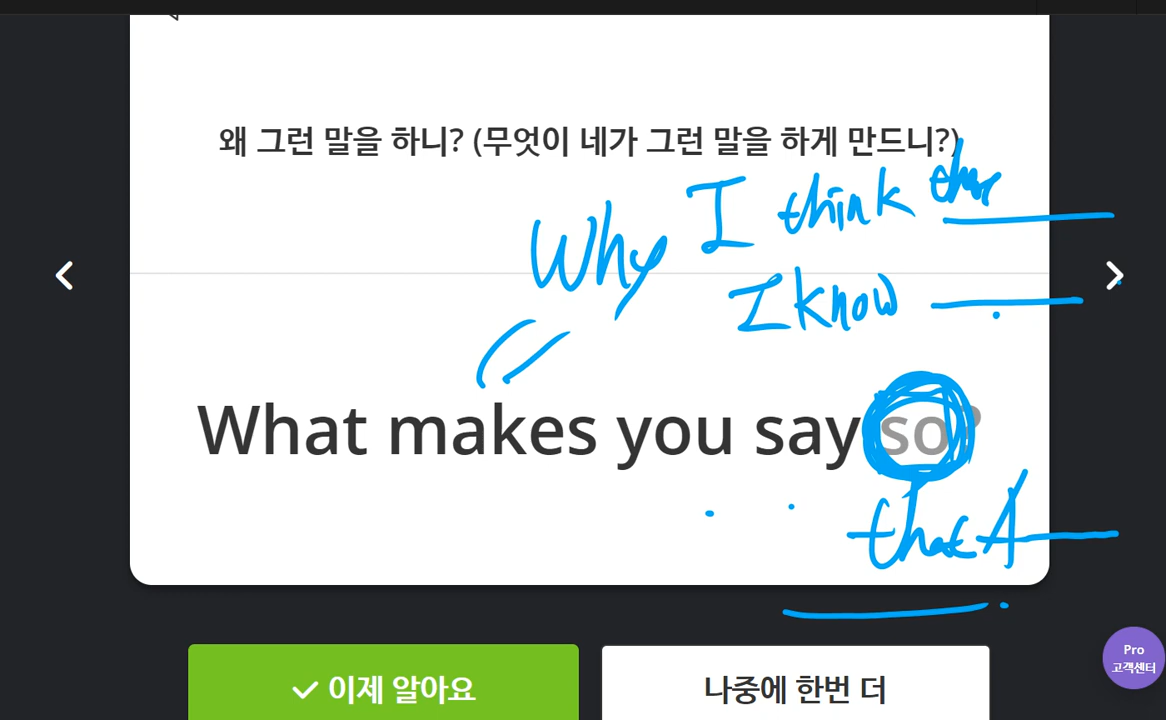 왜 그런 말을 하니? (무엇이 네가 그런 말을 하게 만드니?)
I think that
Why
I know
What makes you say so?
that A
이제 알아요
나중에 한번 더
Pro
고객센터